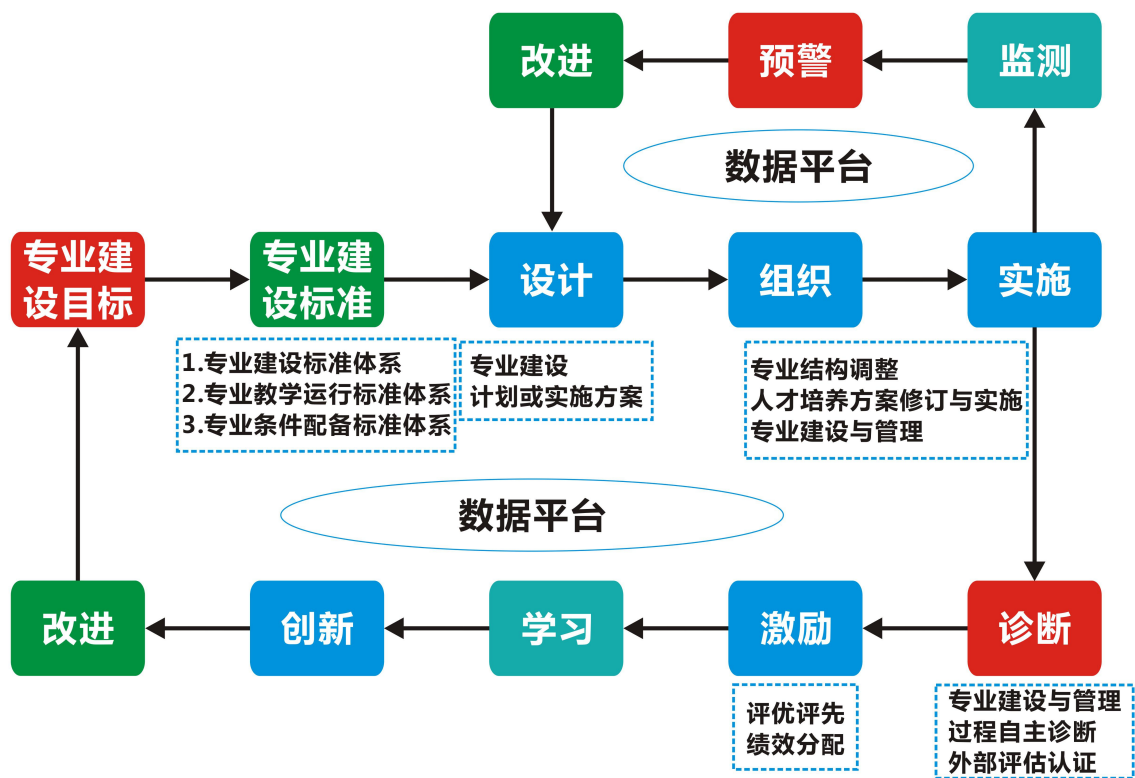 改进
预警
监测
数据平台
专业建
设目标
专业建
设标准
设计
组织
实施
1.专业建设标准体系
2.专业教学运行标准体系
3.专业条件配备标准体系
专业建设
计划或实施方案
专业结构调整
人才培养方案修订与实施
专业建设与管理
数据平台
改进
创新
学习
激励
诊断
评优评先
绩效分配
专业建设与管理
过程自主诊断
外部评估认证